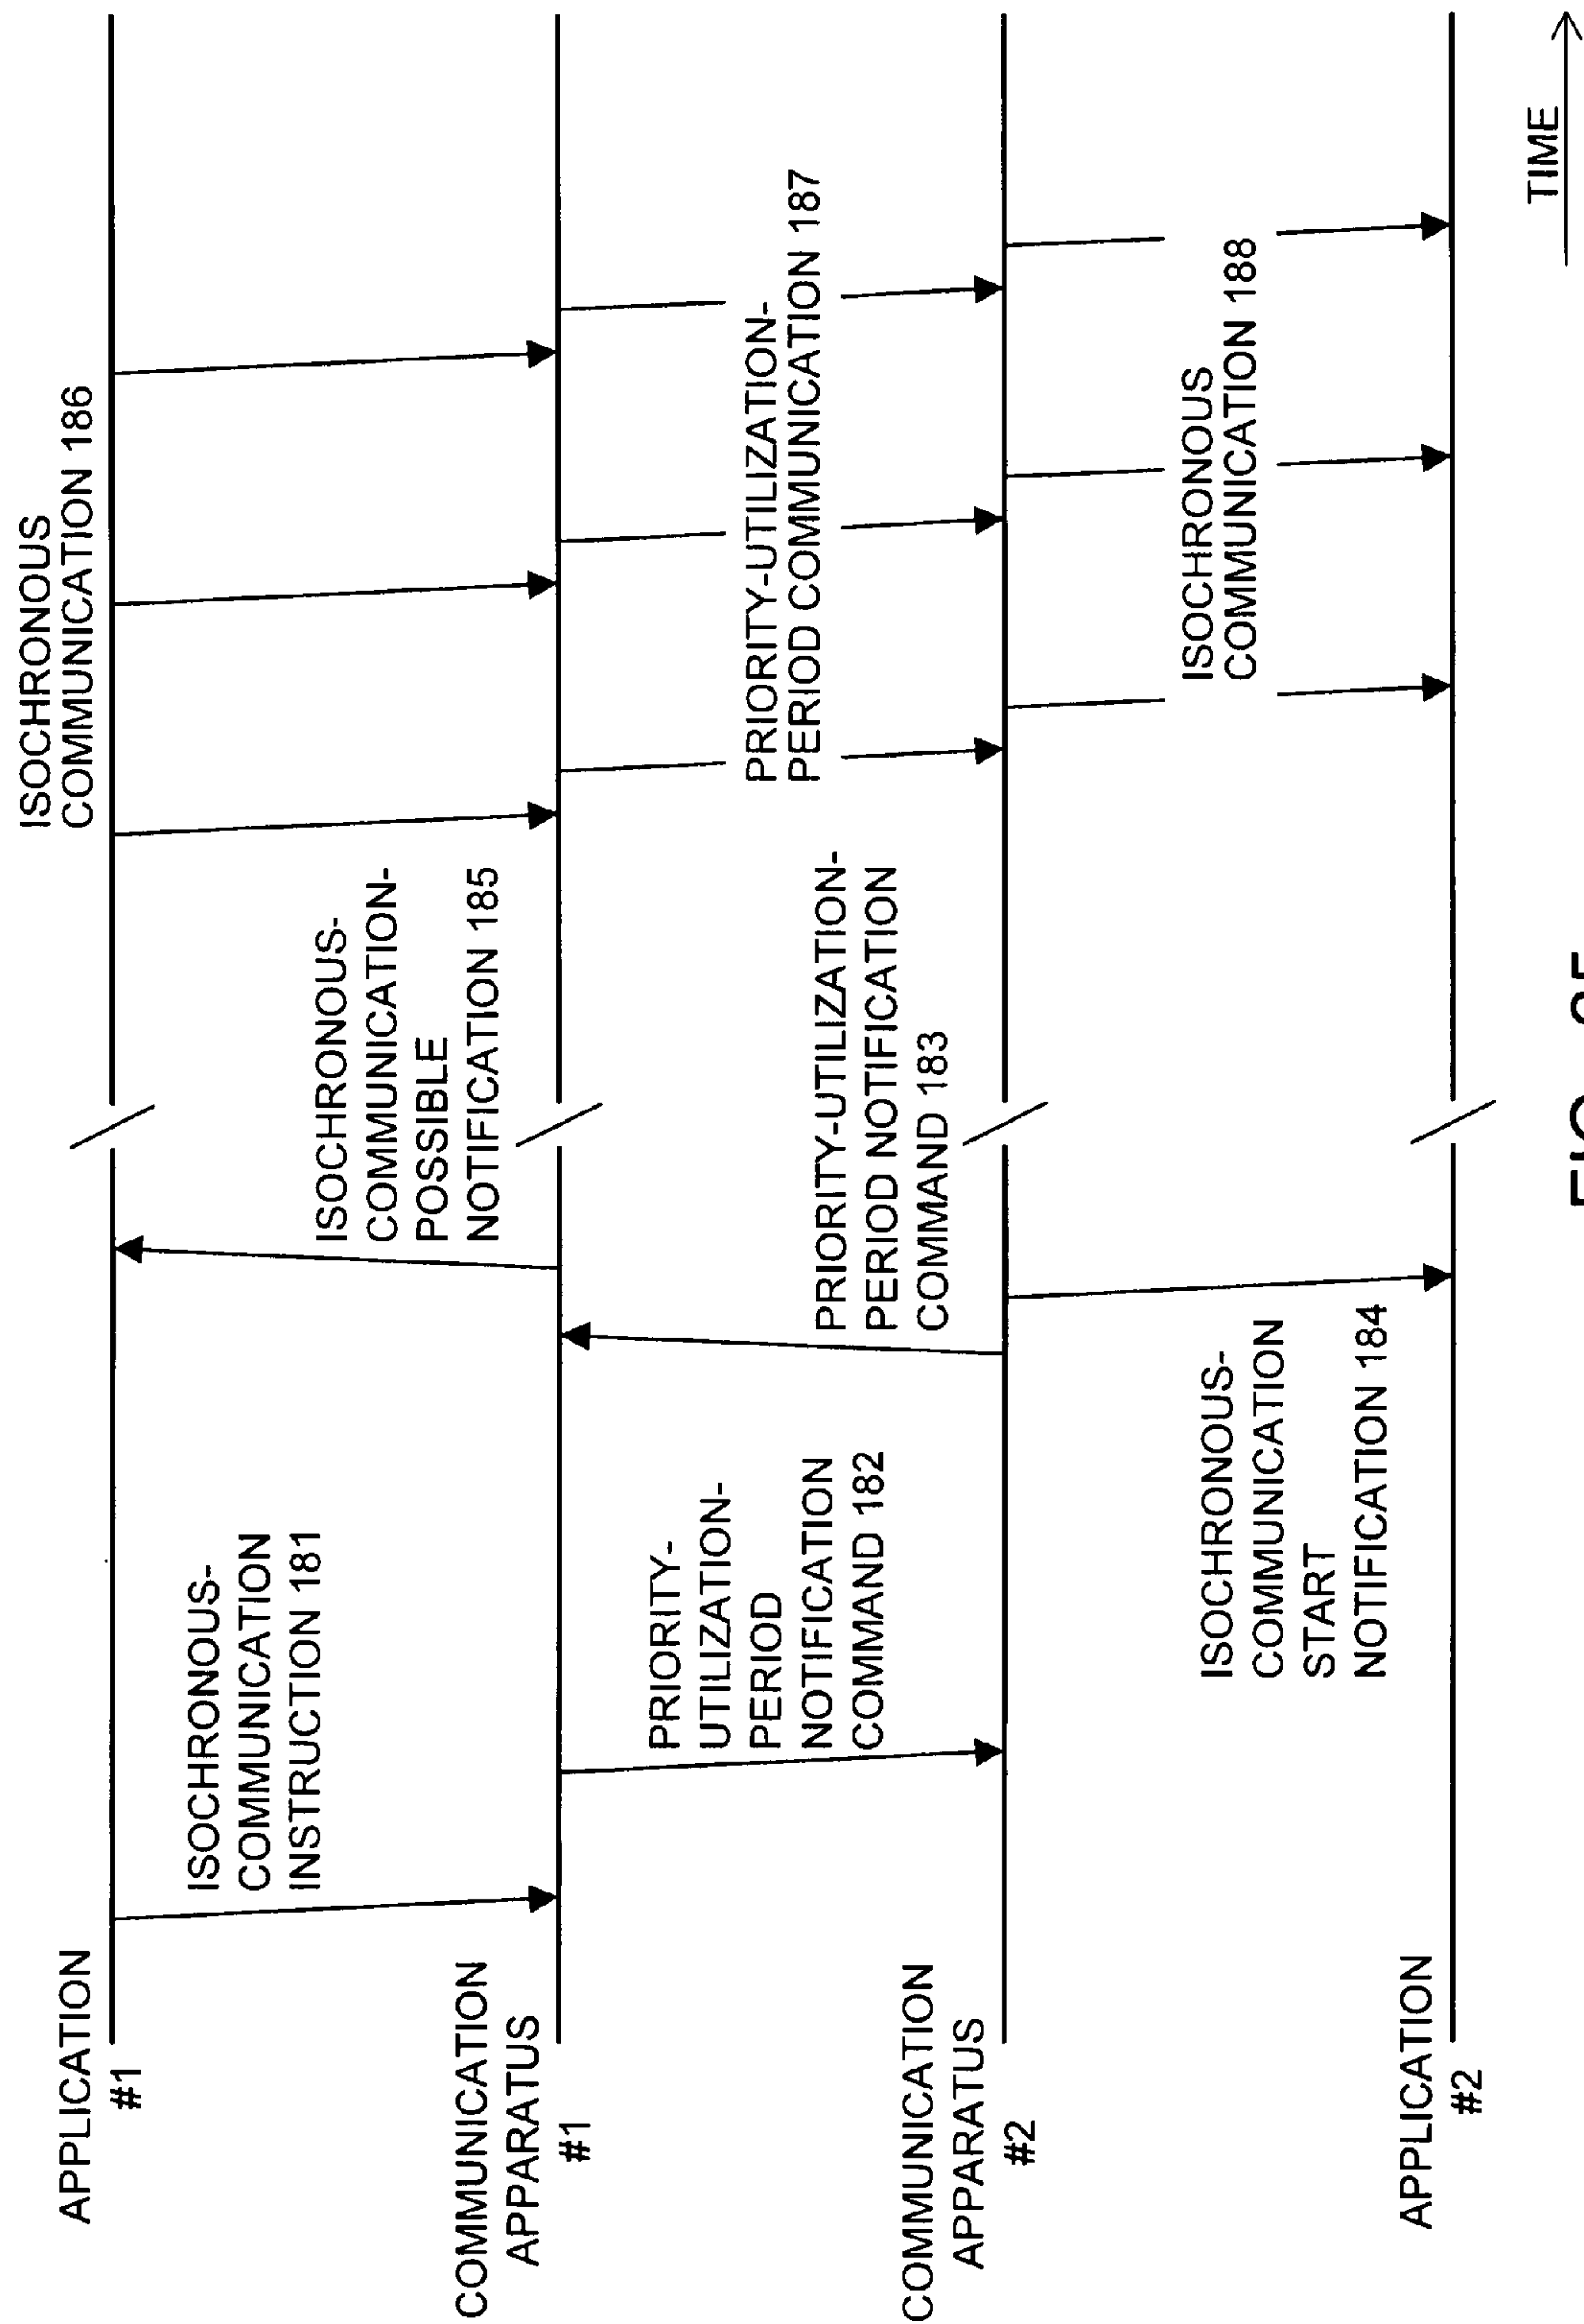 APPLICATION
#1
COMMUNICATION
APPARATUS
#1
COMMUNICATION
APPARATUS
#2
APPLICATION
#2
ISOCHRONOUS-
COMMUNICATION
INSTRUCTION 181
PRIORITY-
UTILIZATION-
PERIOD
NOTIFICATION
COMMAND 182
PRIORITY-UTILIZATION-
PERIOD NOTIFICATION
COMMAND 183
ISOCHRONOUS-
COMMUNICATION
START
NOTIFICATION 184
ISOCHRONOUS-
COMMUNICATION-
POSSIBLE
NOTIFICATION 185
ISOCHRONOUS
COMMUNICATION 186
PRIORITY-UTILIZATION-
PERIOD COMMUNICATION 187
ISOCHRONOUS
COMMUNICATION 188
TIME